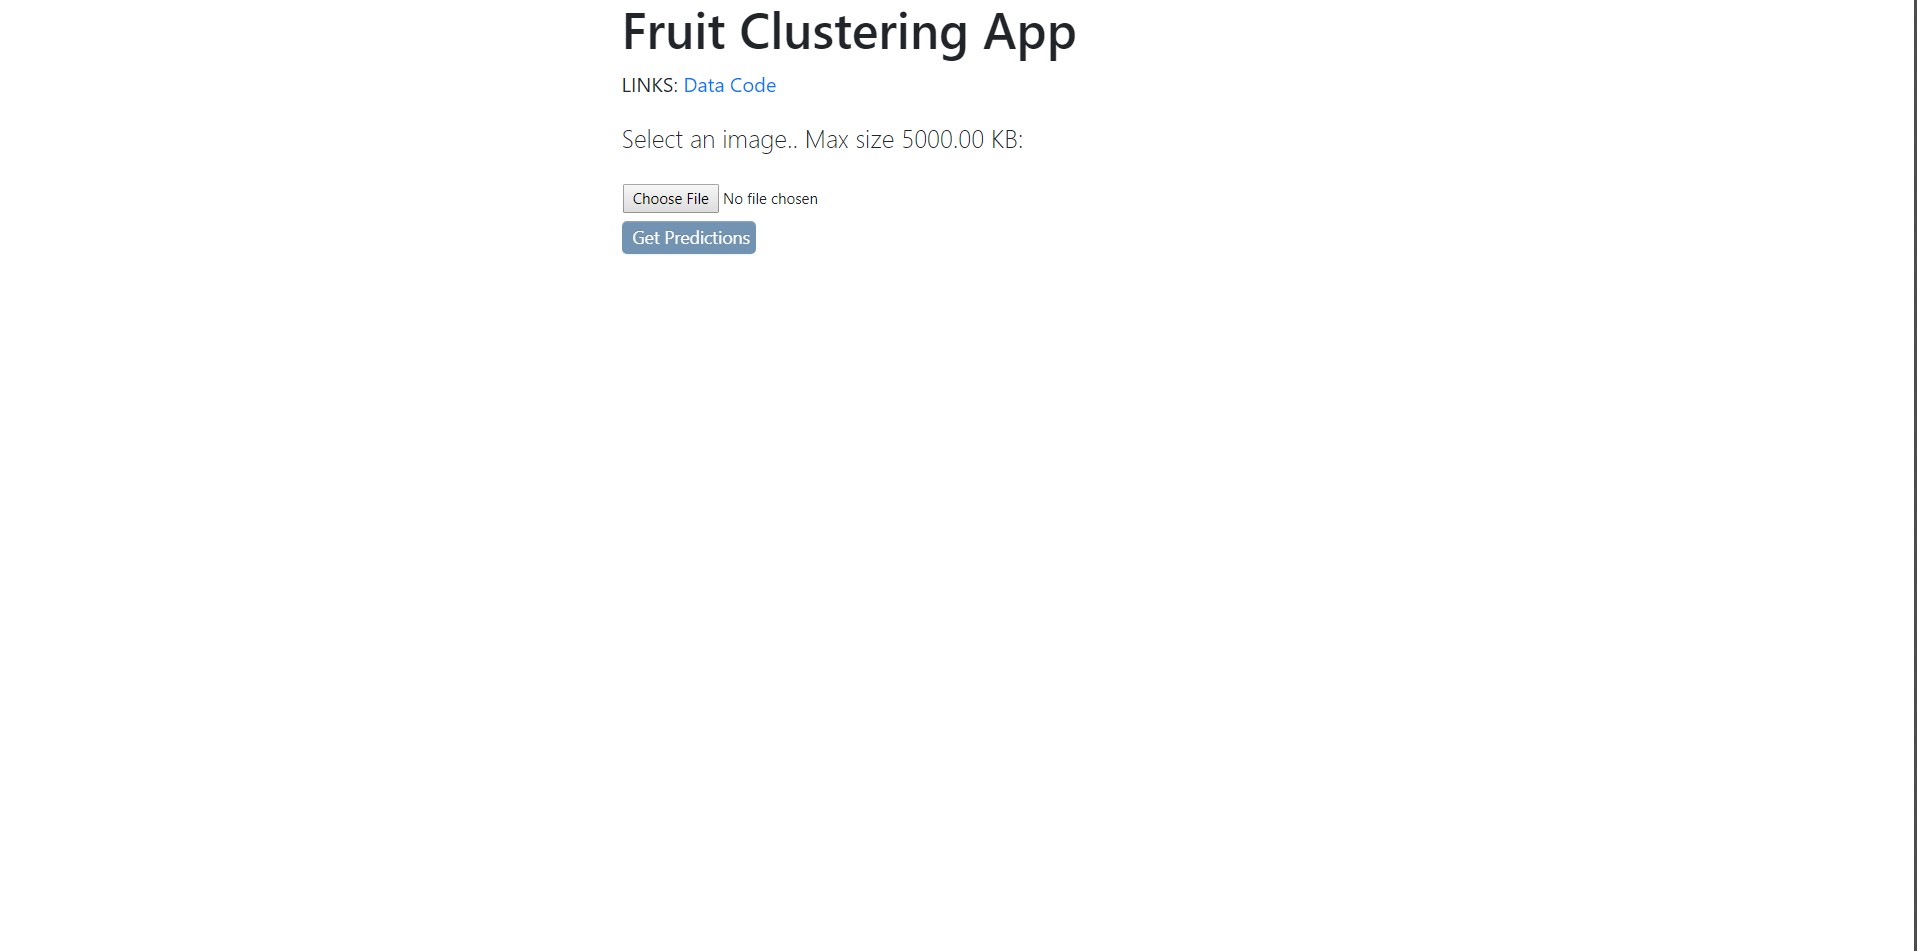 Fruit Clustering App
LINKS: Data Code
Select an image.. Max size 5000.00 KB:
Choose File No file chosen
Get Predictions